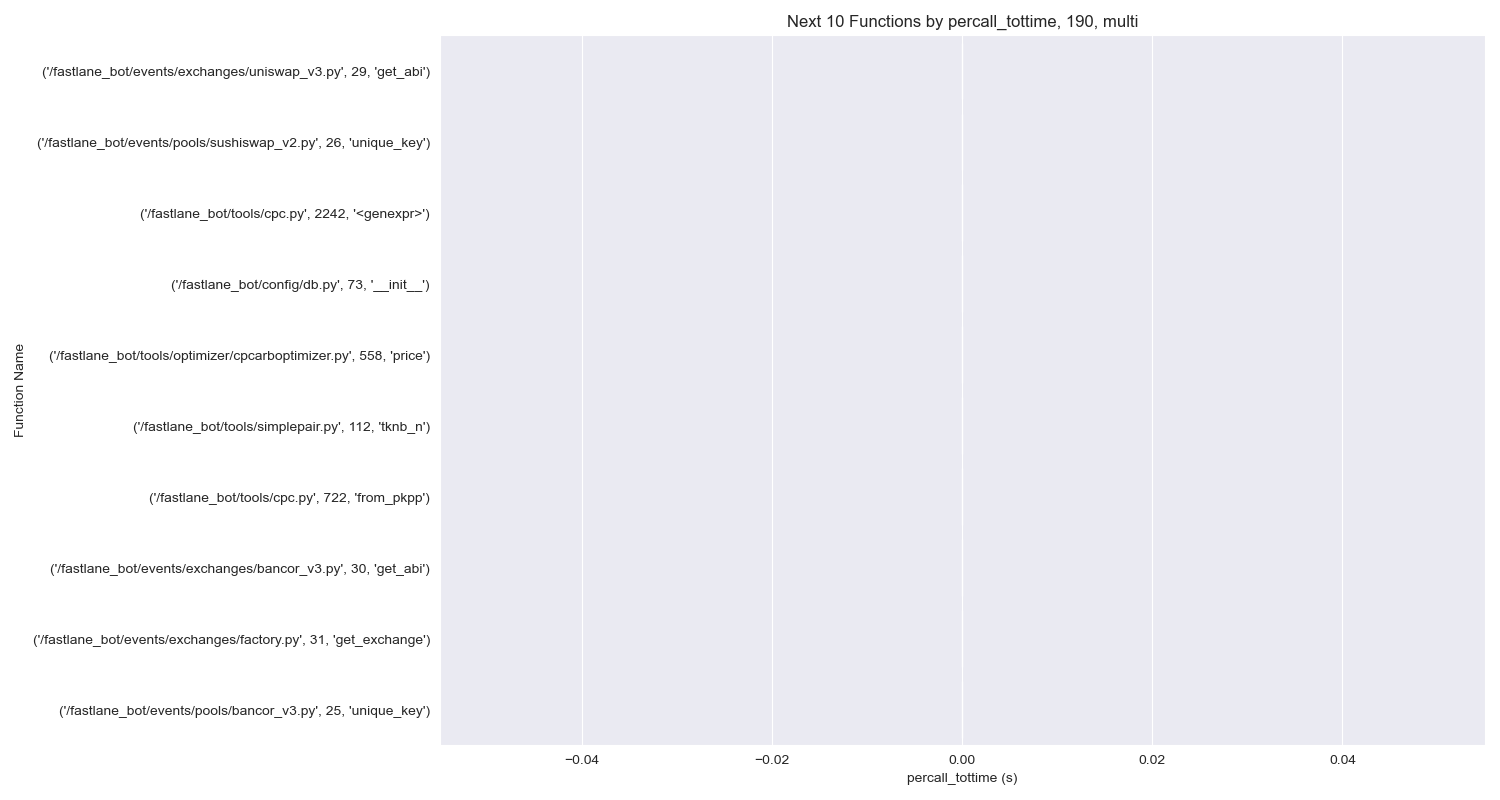 Next 10 Functions by percall_tottime, 190, multi
Function Name
('/fastlane_bot/events/exchanges/uniswap_v3.py', 29, 'get_abi')
('/fastlane_bot/events/pools/sushiswap_v2.py', 26, 'unique_key')
('/fastlane_bot/tools/cpc.py', 2242, '<genexpr>')
('/fastlane_bot/config/db.py', 73, '__init__')
('/fastlane_bot/tools/optimizer/cpcarboptimizer.py', 558, 'price')
('/fastlane_bot/tools/simplepair.py', 112, 'tknb_n')
('/fastlane_bot/tools/cpc.py', 722, 'from_pkpp')
('/fastlane_bot/events/exchanges/bancor_v3.py', 30, 'get_abi')
('/fastlane_bot/events/exchanges/factory.py', 31, 'get_exchange')
('/fastlane_bot/events/pools/bancor_v3.py', 25, 'unique_key')
−0.04 −0.02 0.00 0.02 0.04
percall_tottime (s)